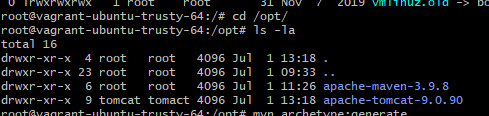 0 lrwxrwxrwx 1 root root 31 Nov 7 2019 vmlinuz.old -> bo
root@vagrant-ubuntu-trusty-64:/# cd /opt/
root@vagrant-ubuntu-trusty-64:/opt# ls -la
total 16
drwxr-xr-x 4 root root 4096 Jul 1 13:18 .
drwxr-xr-x 23 root root 4096 Jul 1 09:33 ..
drwxr-xr-x 6 root root 4096 Jul 1 11:26 apache-maven-3.9.8
drwxr-xr-x 9 tomcat tomact 4096 Jul 1 13:18 apache-tomcat-9.0.90
root@vagrant-ubuntu-trusty-64:/opt# mvn archetype:generate